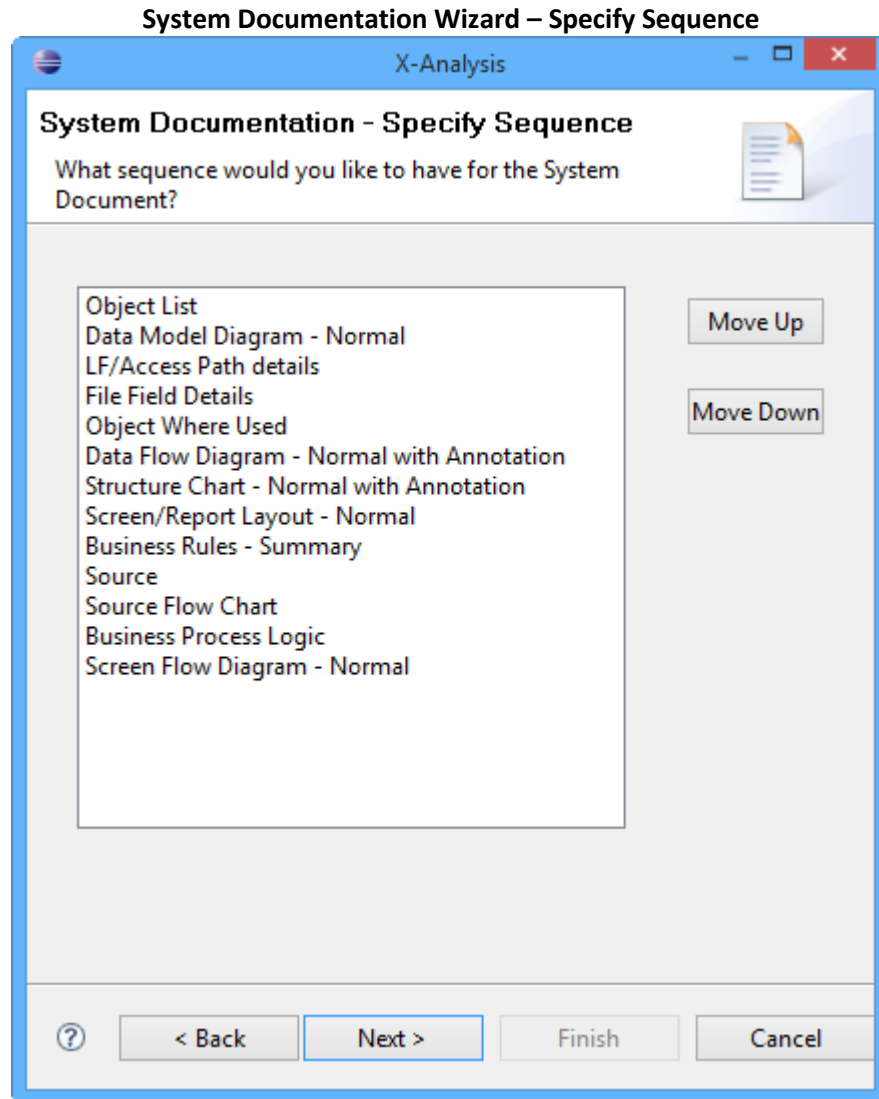 System Documentation Wizard – Specify Sequence
X-Analysis
System Documentation - Specify Sequence
What sequence would you like to have for the System
Document?
Object List
Data Model Diagram - Normal
LF/Access Path details
File Field Details
Object Where Used
Data Flow Diagram - Normal with Annotation
Structure Chart - Normal with Annotation
Screen/Report Layout - Normal
Business Rules - Summary
Source
Source Flow Chart
Business Process Logic
Screen Flow Diagram - Normal
Move Up
Move Down
?
< Back
Next >
Finish
Cancel